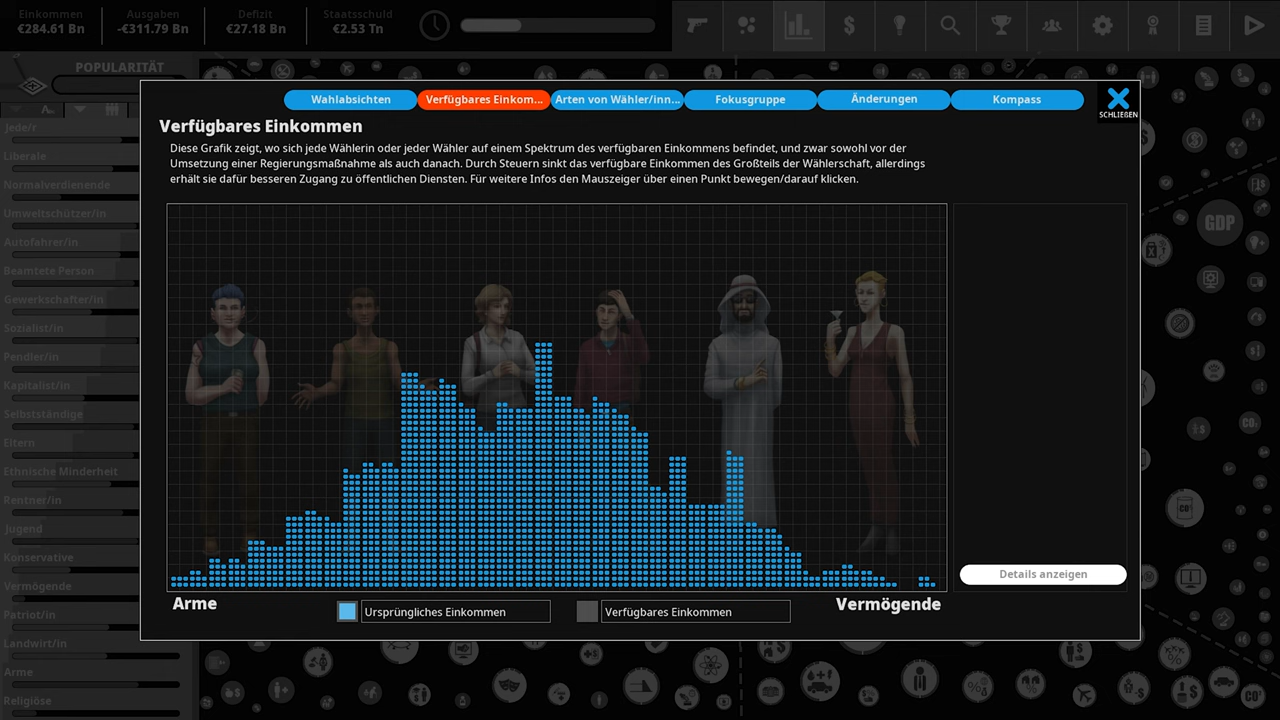 Einkommen
€284.61 Bn
Ausgaben
-€311.79 Bn
Defizit
€27.18 Bn
Staatsschuld
€2.53 Tn
POPULARITÄT
Jede/r
Liberale
Normalverdienende
Umweltschützer/in
Autofahrer/in
Beamtete Person
Gewerkschafter/in
Sozialist/in
Pendler/in
Kapitalist/in
Selbstständige
Eltern
Ethnische Minderheit
Rentner/in
Jugend
Konservative
Vermögende
Patriot/in
Landwirt/in
Arme
Religiöse
Wahlabsichten
Verfügbares Einkom...
Arten von Wähler/inn...
Fokusgruppe
Änderungen
Kompass
SCHLIEßEN
Verfügbares Einkommen
Diese Grafik zeigt, wo sich jede Wählerin oder jeder Wähler auf einem Spektrum des verfügbaren Einkommens befindet, und zwar sowohl vor der
Umsetzung einer Regierungsmaßnahme als auch danach. Durch Steuern sinkt das verfügbare Einkommen des Großteils der Wählerschaft, allerdings
erhält sie dafür besseren Zugang zu öffentlichen Diensten. Für weitere Infos den Mauszeiger über einen Punkt bewegen/darauf klicken.
GDP
Details anzeigen
Arme
Ursprüngliches Einkommen
Verfügbares Einkommen
Vermögende